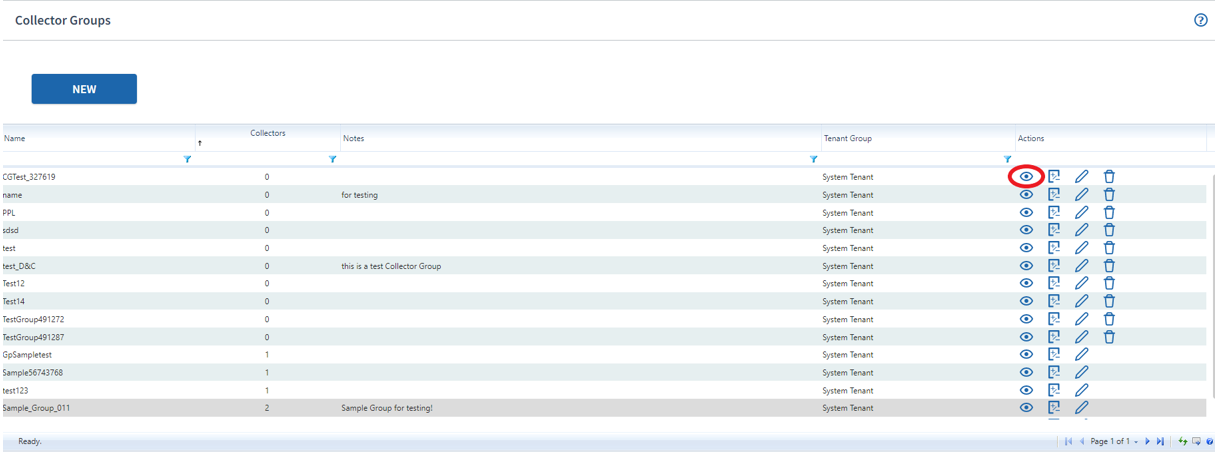 Collector Groups
NEW
Name Collectors Notes Tenant Group Actions
CGTest_327619 0 System Tenant
name 0 for testing System Tenant
PPL 0 System Tenant
sdsd 0 System Tenant
test 0 System Tenant
test_D&C 0 this is a test Collector Group System Tenant
Test12 0 System Tenant
Test14 0 System Tenant
TestGroup491272 0 System Tenant
TestGroup491287 0 System Tenant
GpSampletest 1 System Tenant
Sample56743768 1 System Tenant
test123 1 System Tenant
Sample_Group_011 2 Sample Group for testing! System Tenant
Ready. Page 1 of 1